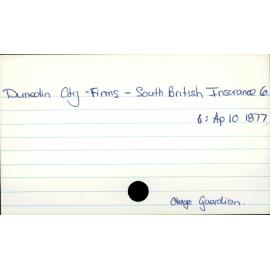 Dunedin City - Firms - South British Insurance Co.
6: Ap 10 1877
Otago Guardian.